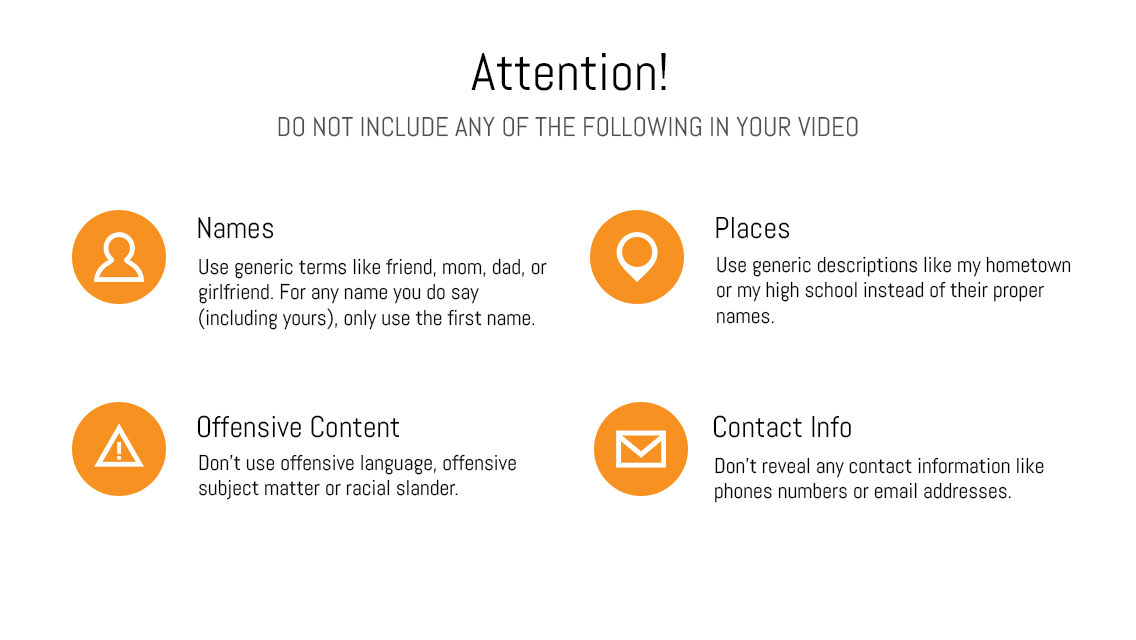 Attention!
DO NOT INCLUDE ANY OF THE FOLLOWING IN YOUR VIDEO
Names
Use generic terms like friend, mom, dad, or
girlfriend. For any name you do say
(including yours), only use the first name.
Places
Use generic descriptions like my hometown
or my high school instead of their proper
names.
Offensive Content
Don't use offensive language, offensive
subject matter or racial slander.
Contact Info
Don't reveal any contact information like
phones numbers or email addresses.